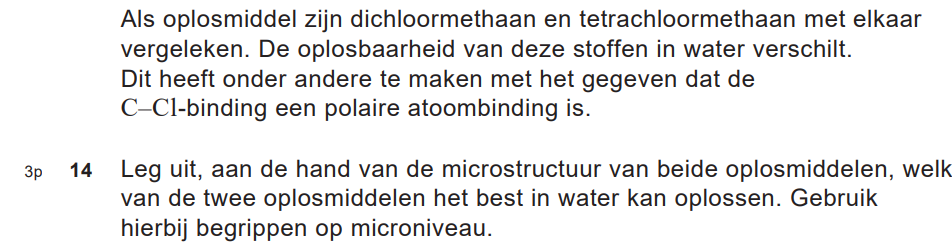 Als oplosmiddel zijn dichloormethaan en tetrachloormethaan met elkaar
vergeleken. De oplosbaarheid van deze stoffen in water verschilt.
Dit heeft onder andere te maken met het gegeven dat de
C–Cl-binding een polaire atoombinding is.
3p 14 Leg uit, aan de hand van de microstructuur van beide oplosmiddelen, welk
van de twee oplosmiddelen het best in water kan oplossen. Gebruik
hierbij begrippen op microniveau.